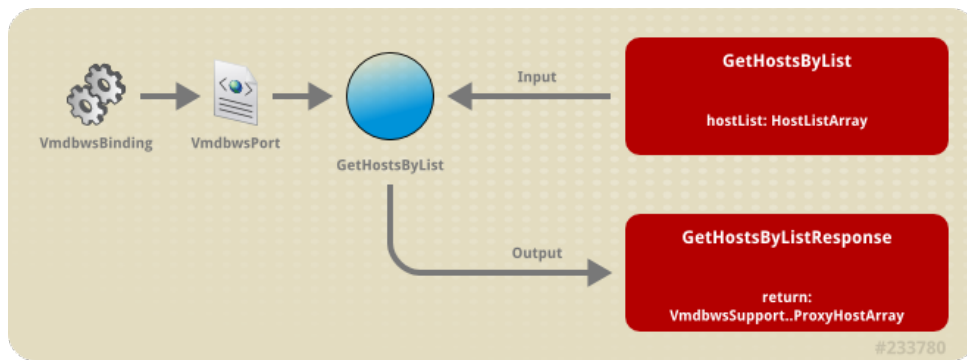 VmdbwsBinding
VmdbwsPort
GetHostsByList
Input
GetHostsByList
hostList: HostListArray
Output
GetHostsByListResponse
return:
VmdbwsSupport..ProxyHostArray
#233780